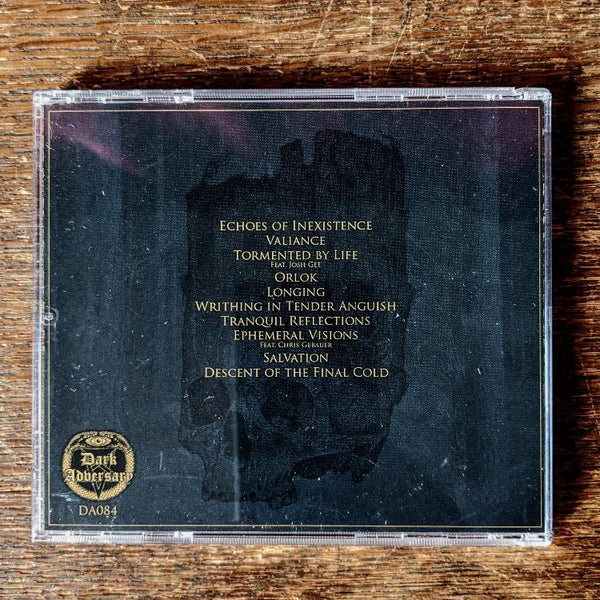 Echoes of Inexistence
Valiance
Tormented by Life
Feat. Josh Gee
Orlok
Longing
Writhing in Tender Anguish
Tranquil Reflections
Ephemeral Visions
Feat. Chris Gebauer
Salvation
Descent of the Final Cold
Dark
Adversary
DA084